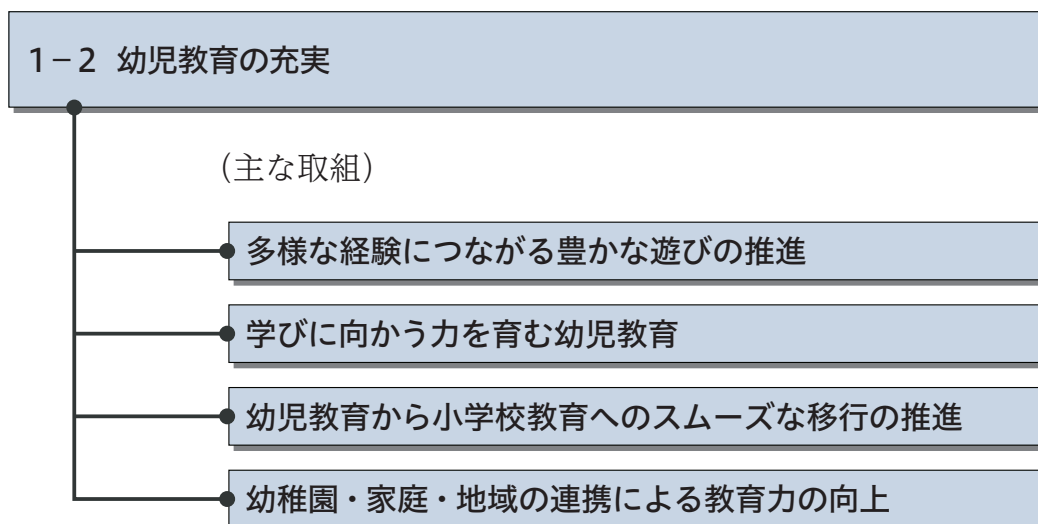 1−2 幼児教育の充実
(主な取組)
多様な経験につながる豊かな遊びの推進
学びに向かう力を育む幼児教育
幼児教育から小学校教育へのスムーズな移行の推進
幼稚園・家庭・地域の連携による教育力の向上